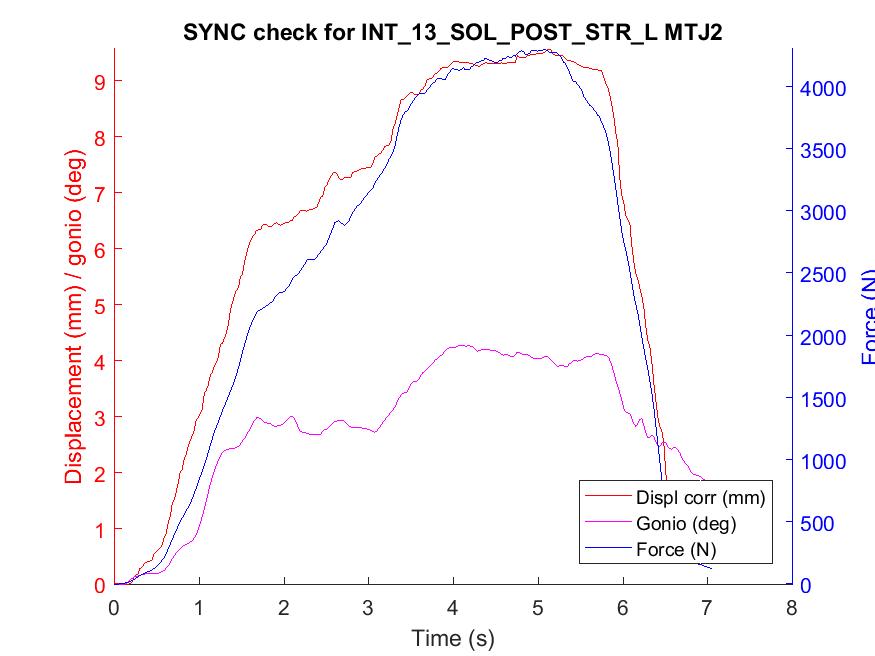 SYNC check for INT_13_SOL_POST_STR_L MTJ2
Displacement (mm) / gonio (deg)
9
8
7
6
5
4
3
2
1
0
4000
3500
3000
2500
2000
1500
1000
500
0
Force (N)
Displ corr (mm)
Gonio (deg)
Force (N)
0 1 2 3 4 5 6 7 8
Time (s)